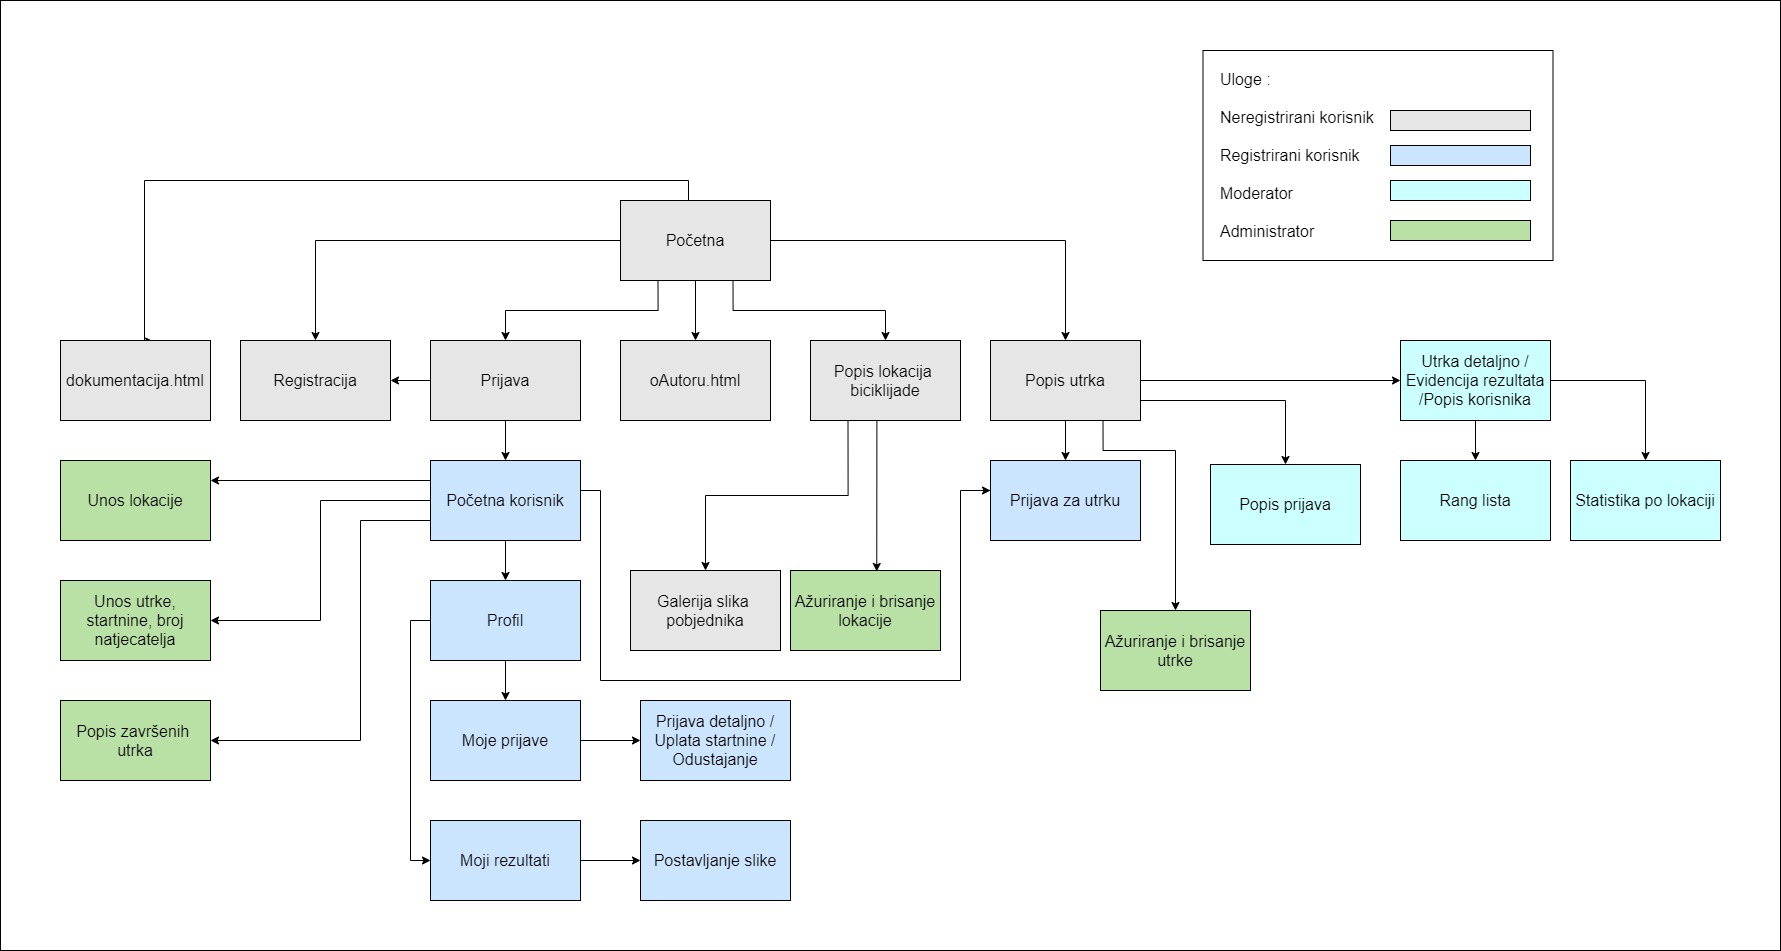 Uloge :
Neregistrirani korisnik
Registrirani korisnik
Moderator
Administrator
Početna
dokumentacija.html
Registracija
Prijava
oAutoru.html
Popis lokacija
biciklijade
Popis utrka
Utrka detaljno /
Evidencija rezultata
/Popis korisnika
Unos lokacije
Početna korisnik
Prijava za utrku
Popis prijava
Rang lista
Statistika po lokaciji
Unos utrke,
startnine, broj
natjecatelja
Profil
Galerija slika
pobjednika
Ažuriranje i brisanje
lokacije
Ažuriranje i brisanje
utrke
Popis završenih
utrka
Moje prijave
Prijava detaljno /
Uplata startnine /
Odustajanje
Moji rezultati
Postavljanje slike